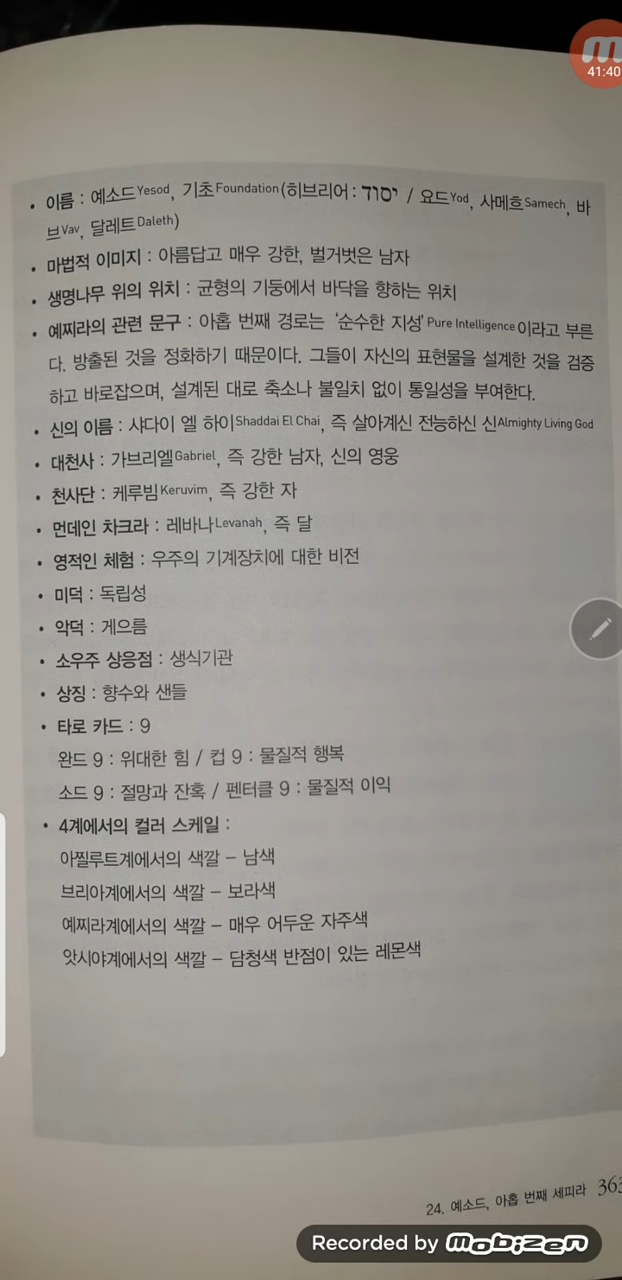 41:40
• 이름 : 예소드Yesod, 기초Foundation(히브리어 : יסוד / 요드Yod, 사메흐Samech, 바
브Vav, 달레트Daleth)
• 마법적 이미지 : 아름답고 매우 강한, 벌거벗은 남자
• 생명나무 위의 위치 : 균형의 기둥에서 바닥을 향하는 위치
• 예찌라의 관련 문구 : 아홉 번째 경로는 '순수한 지성'Pure Intelligence이라고 부른
다. 방출된 것을 정화하기 때문이다. 그들이 자신의 표현물을 설계한 것을 검증
하고 바로잡으며, 설계된 대로 축소나 불일치 없이 통일성을 부여한다.
• 신의 이름 : 샤다이 엘 하이Shaddai El Chai, 즉 살아계신 전능하신 신Almighty Living God
• 대천사 : 가브리엘Gabriel, 즉 강한 남자, 신의 영웅
• 천사단 : 케루빔Keruvim, 즉 강한 자
• 먼데인 차크라 : 레바나Levanah, 즉 달
• 영적인 체험 : 우주의 기계장치에 대한 비전
• 미덕 : 독립성
• 악덕 : 게으름
• 소우주 상응점 : 생식기관
• 상징 : 향수와 샌들
• 타로 카드 : 9
완드 9 : 위대한 힘 / 컵 9 : 물질적 행복
소드 9 : 절망과 잔혹 / 펜터클 9 : 물질적 이익
• 4계에서의 컬러 스케일 :
아찔루트계에서의 색깔 – 남색
브리아계에서의 색깔 – 보라색
예찌라계에서의 색깔 – 매우 어두운 자주색
앗시야계에서의 색깔 – 담청색 반점이 있는 레몬색
24. 예소드, 아홉 번째 세피라 363
Recorded by mobizen